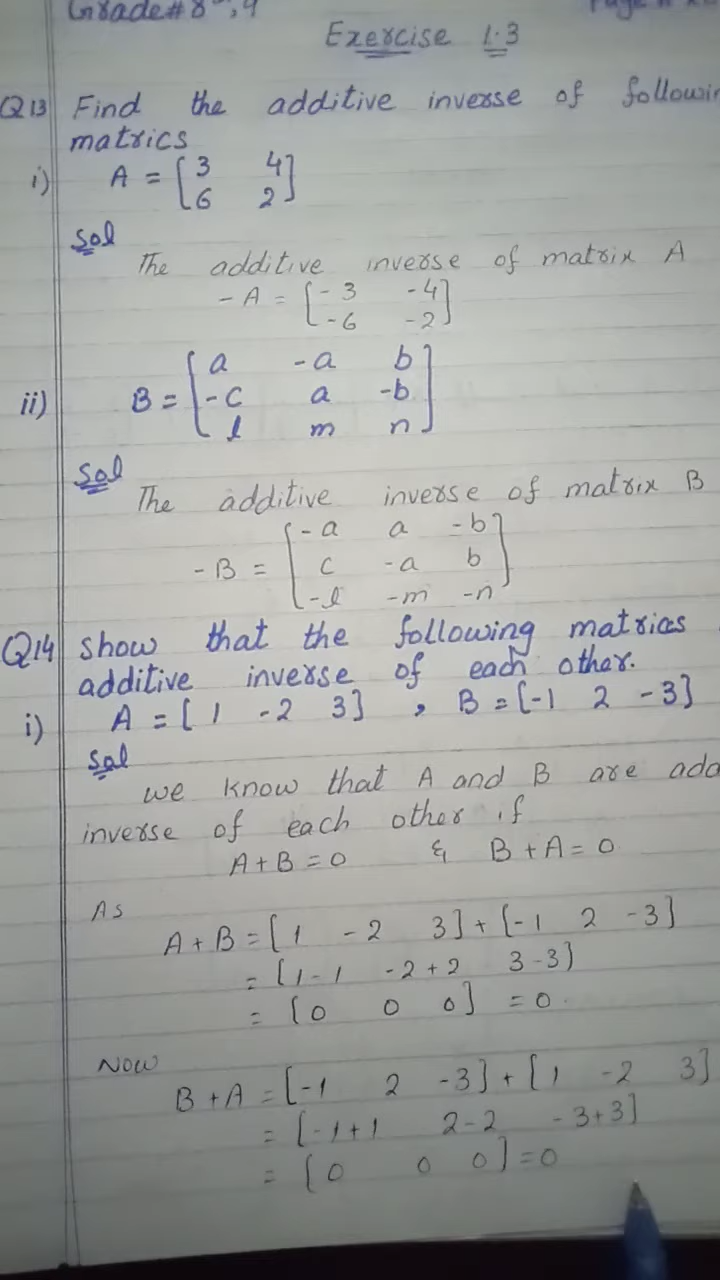 Grade#8th,9
Exercise 1.3
Q13 Find the additive inverse of
matrics
i) A = [3 4
6 2]
Sol
The additive inverse of matrix A
-A = [-3 -4
-6 -2]
ii) B = [a -a b
-c a -b
l m n]
Sol
The additive inverse of matrix B
-B = [-a a -b
c -a b
-l -m -n]
Q14 show that the following matrias
additive inverse of each other.
i) A = [1 -2 3] , B = [-1 2 -3]
Sol
we know that A and B are
inverse of each other if
A+B = 0 & B+A = 0
As
A+B = [1 -2 3] + [-1 2 -3]
= [1-1 -2+2 3-3]
= [0 0 0] = 0.
Now
B+A = [-1 2 -3] + [1 -2 3]
= [-1+1 2-2 -3+3]
= [0 0 0] = 0